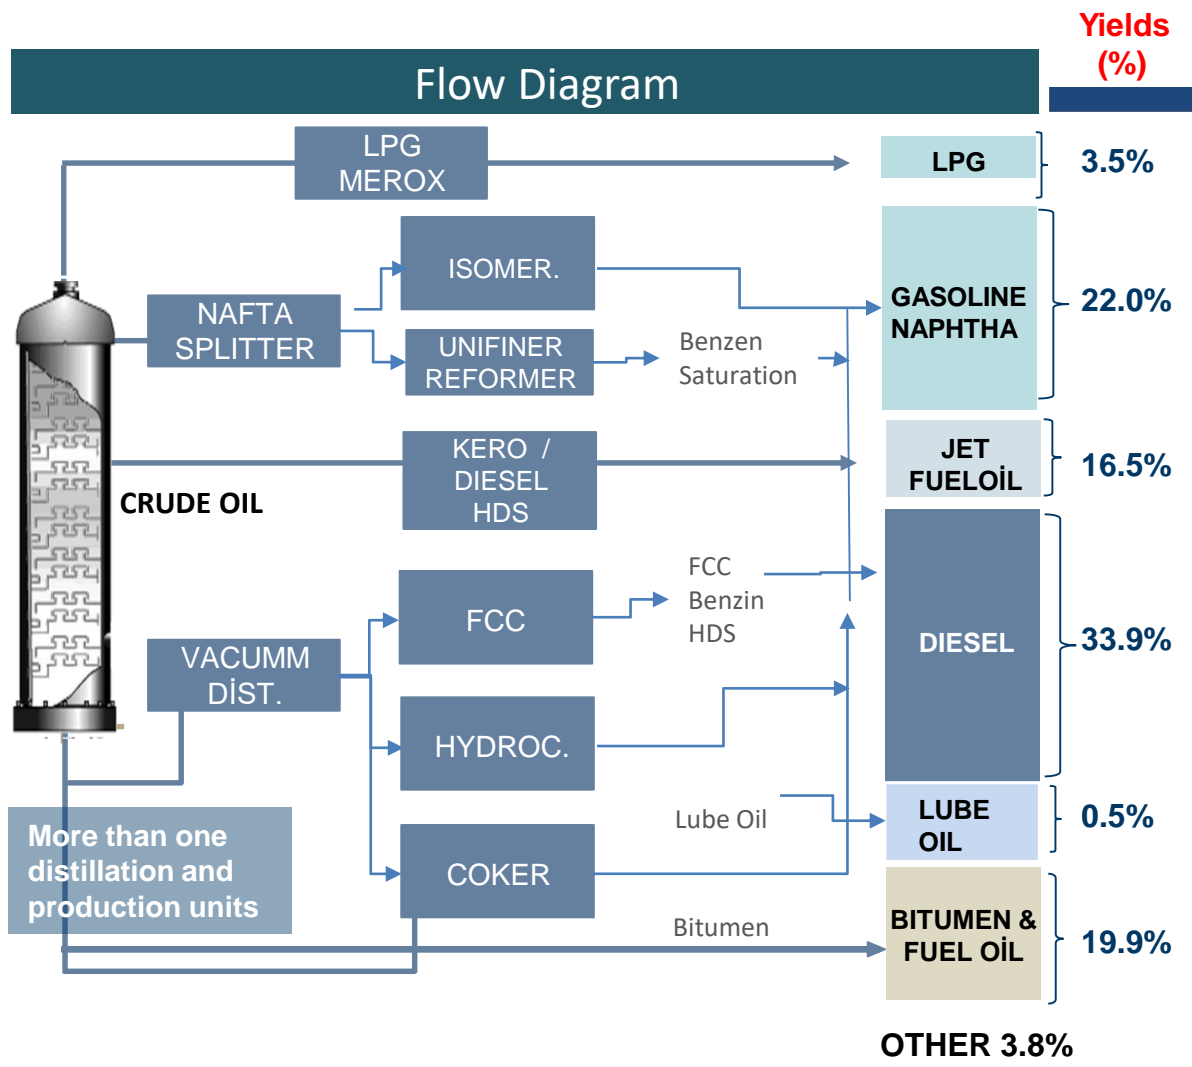 Yields
(%)
Flow Diagram
LPG
MEROX
LPG
3.5%
ISOMER.
NAFTA
SPLITTER
UNIFINER
REFORMER
Benzen
Saturation
GASOLINE
NAPHTHA
22.0%
KERO /
DIESEL
HDS
JET
FUELOİL
16.5%
CRUDE OIL
FCC
FCC
Benzin
HDS
DIESEL
33.9%
VACUMM
DİST.
HYDROC.
Lube Oil
LUBE
OIL
0.5%
More than one
distillation and
production units
COKER
Bitumen
BITUMEN &
FUEL OİL
19.9%
OTHER 3.8%